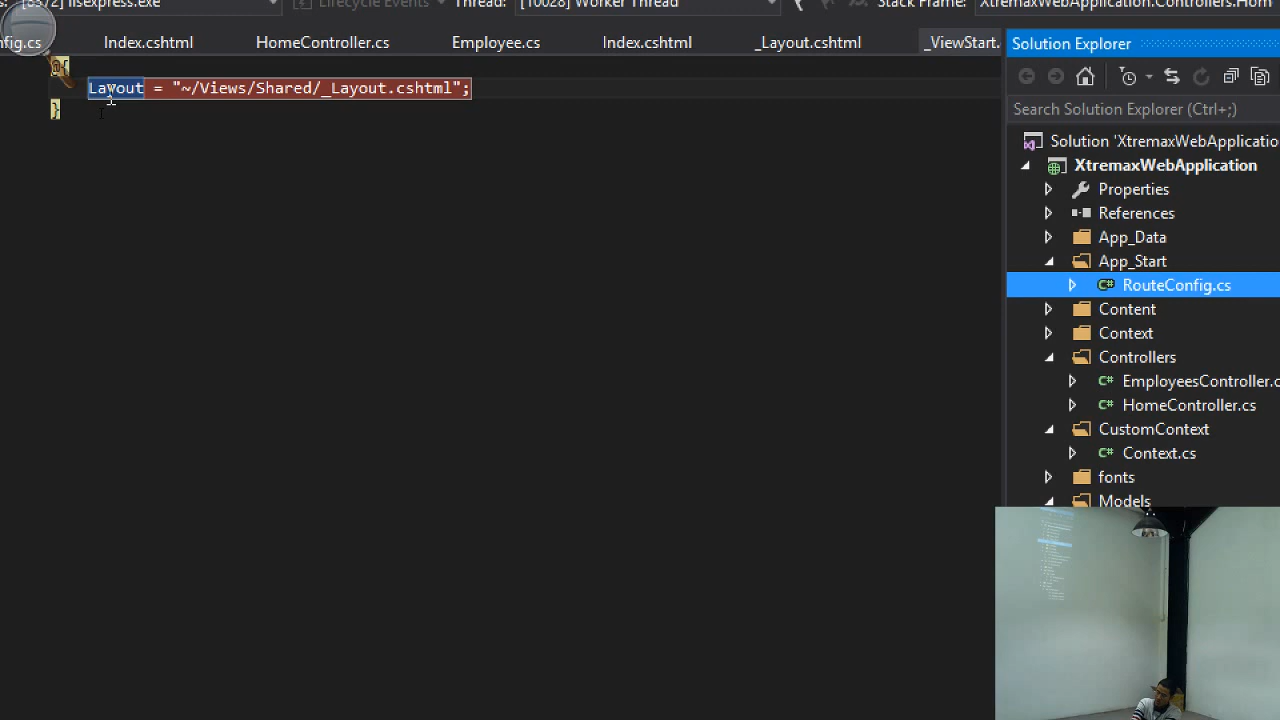 [8372] iisexpress.exe Lifecycle Events Thread: [10028] Worker Thread Stack Frame: XtremaxWebApplication.Controllers.Hom
fig.cs Index.cshtml HomeController.cs Employee.cs Index.cshtml _Layout.cshtml _ViewStart.
@{
Layout = "~/Views/Shared/_Layout.cshtml";
}
Solution Explorer
Search Solution Explorer (Ctrl+;)
Solution 'XtremaxWebApplicatio
XtremaxWebApplication
Properties
References
App_Data
App_Start
C# RouteConfig.cs
Content
Context
Controllers
C# EmployeesController.c
C# HomeController.cs
CustomContext
C# Context.cs
fonts
Models